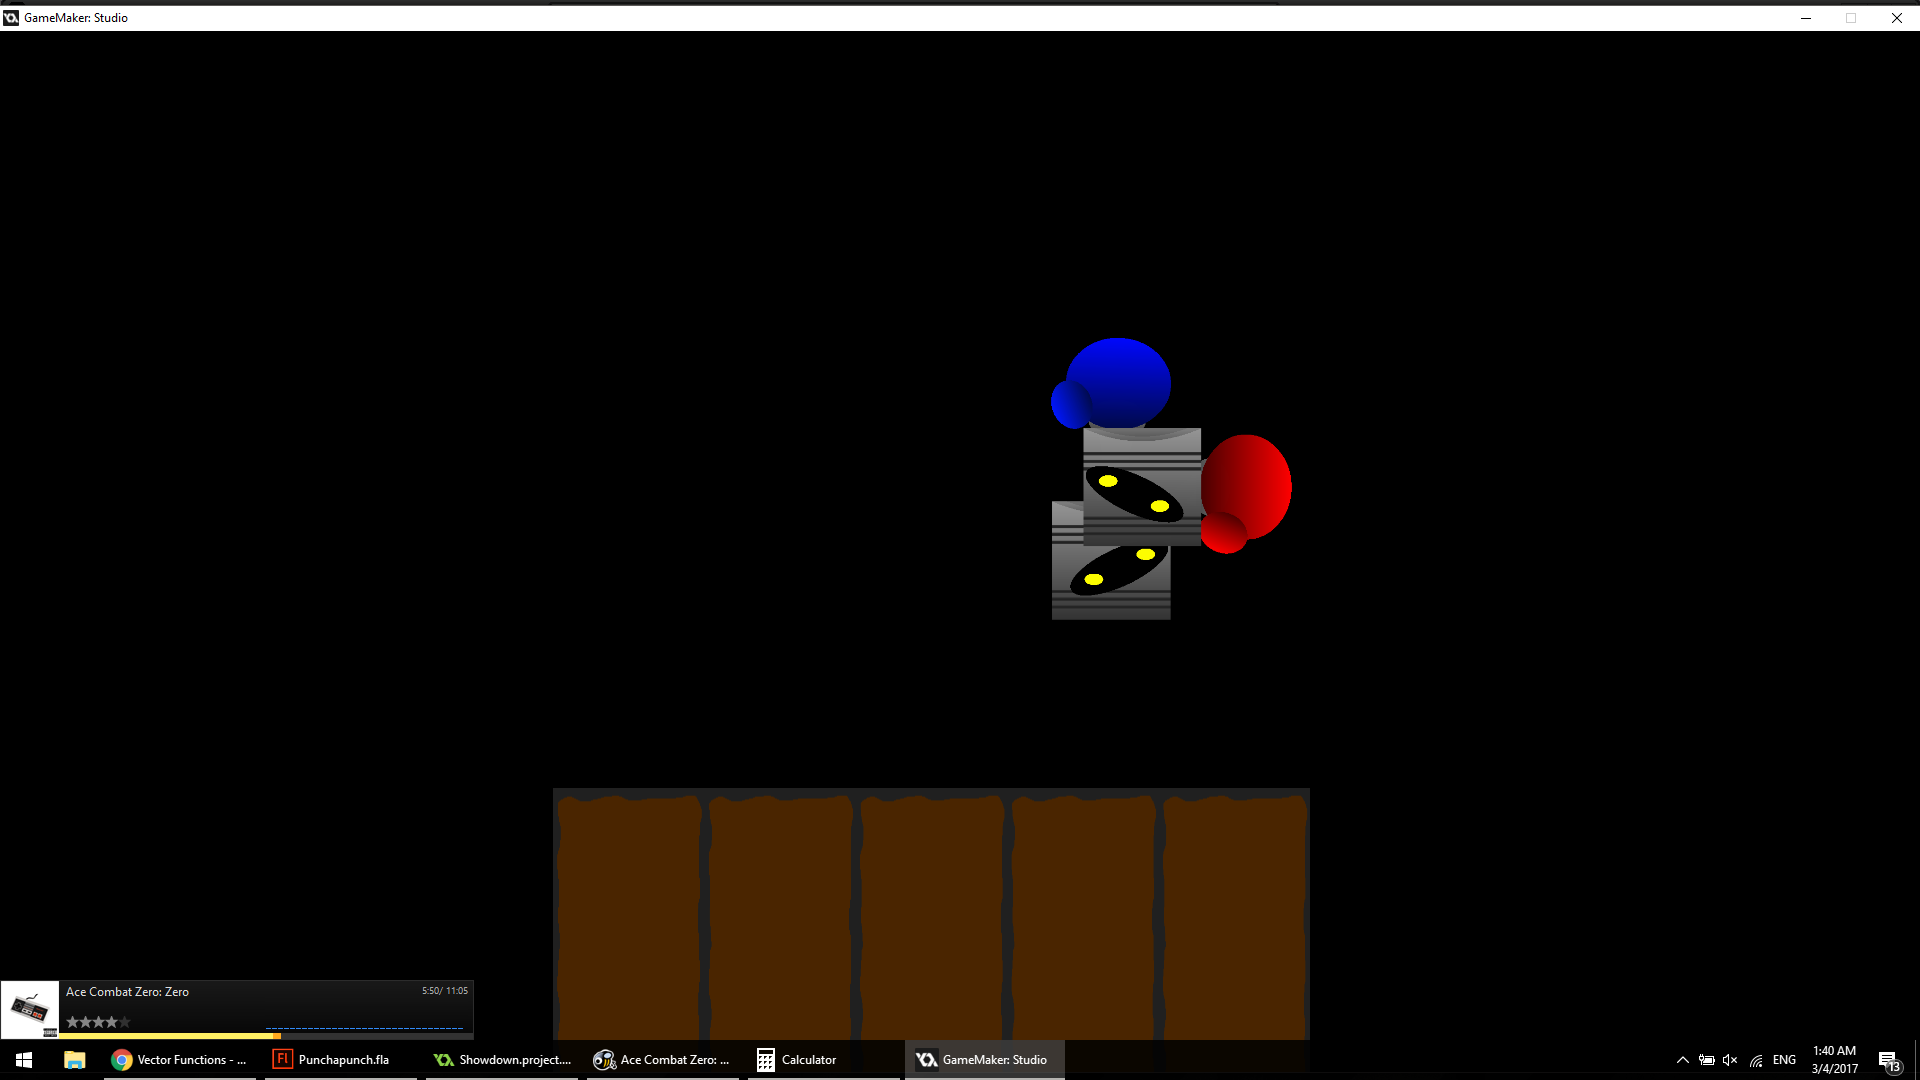 GameMaker: Studio
Ace Combat Zero: Zero
5:50/ 11:05
Vector Functions - ...
Fl
Punchapunch.fla
Showdown.project....
Ace Combat Zero: ...
Calculator
GameMaker: Studio
ENG
1:40 AM
3/4/2017
13